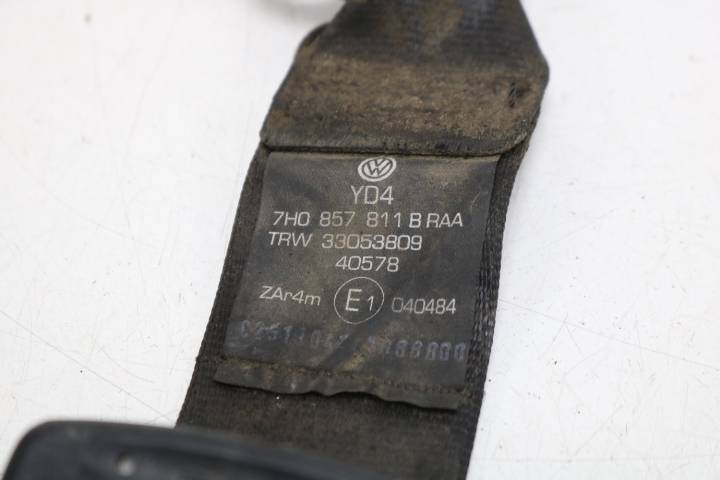 YD4
7H0 857 811 B RAA
TRW 33053809
40578
ZAr4m E1 040484